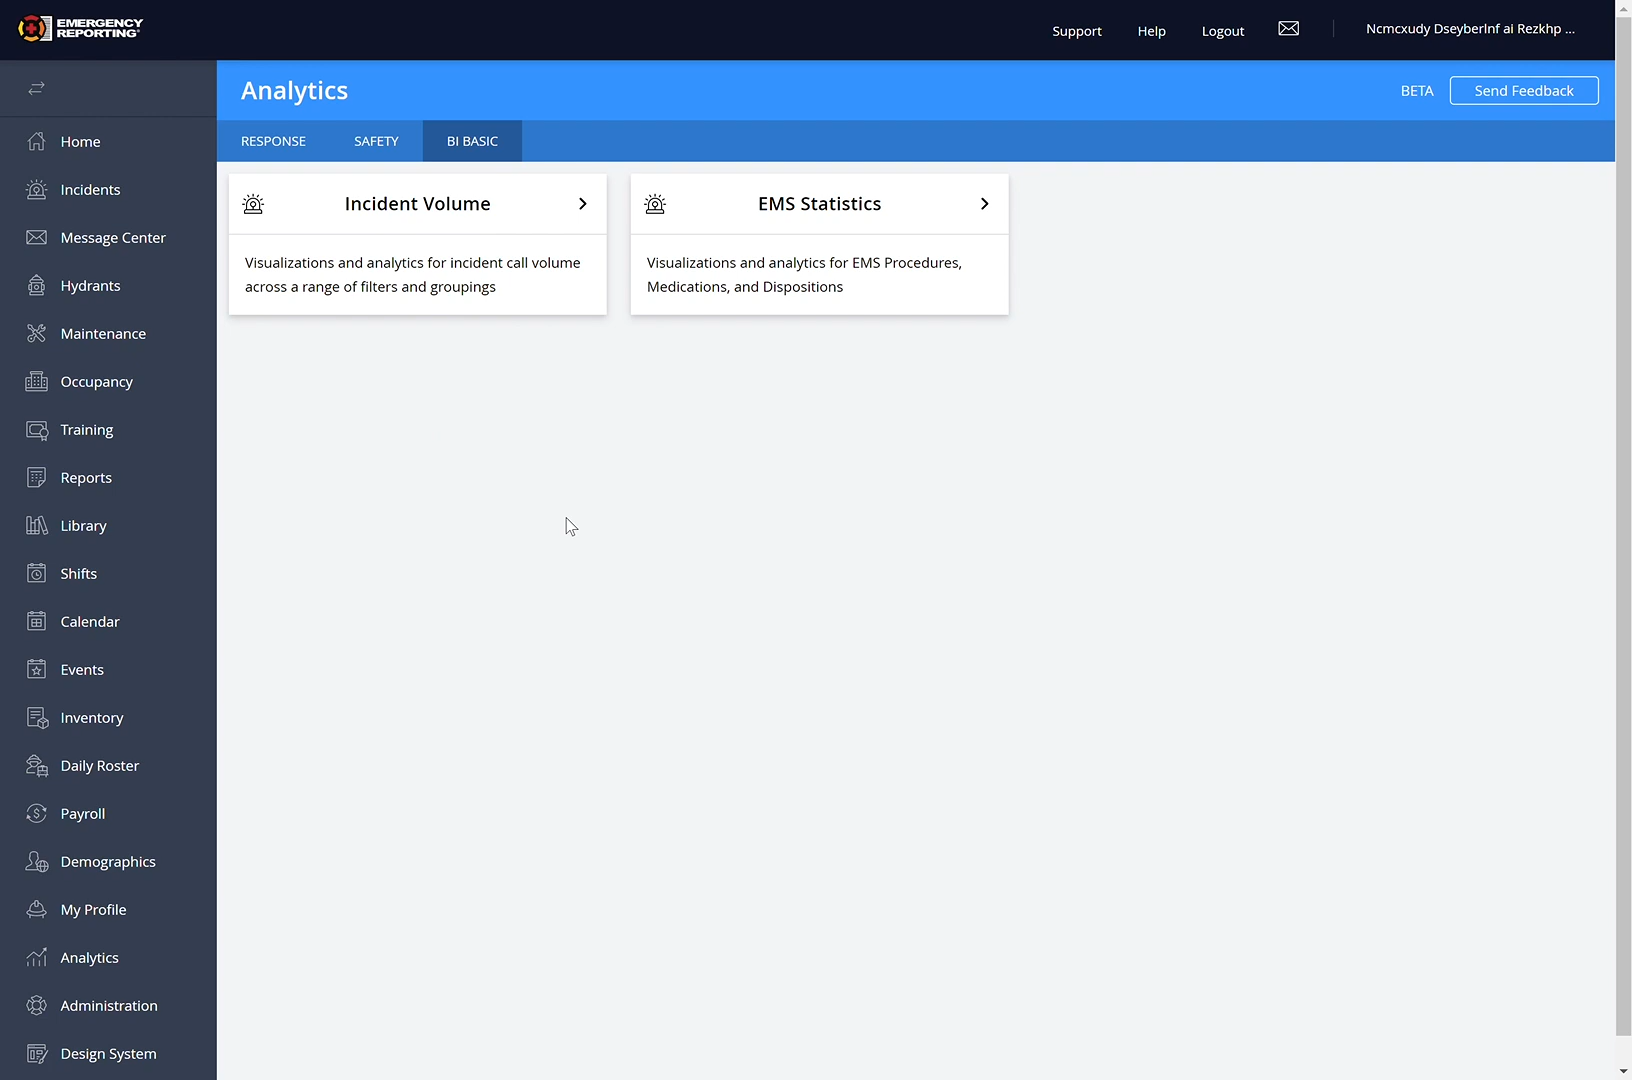 EMERGENCY
REPORTING
Support
Help
Logout
Ncmcxudy DseyberInf ai Rezkhp ...
Analytics
BETA
Send Feedback
RESPONSE
SAFETY
BI BASIC
Home
Incidents
Message Center
Hydrants
Maintenance
Occupancy
Training
Reports
Library
Shifts
Calendar
Events
Inventory
Daily Roster
Payroll
Demographics
My Profile
Analytics
Administration
Design System
Incident Volume
Visualizations and analytics for incident call volume
across a range of filters and groupings
EMS Statistics
Visualizations and analytics for EMS Procedures,
Medications, and Dispositions